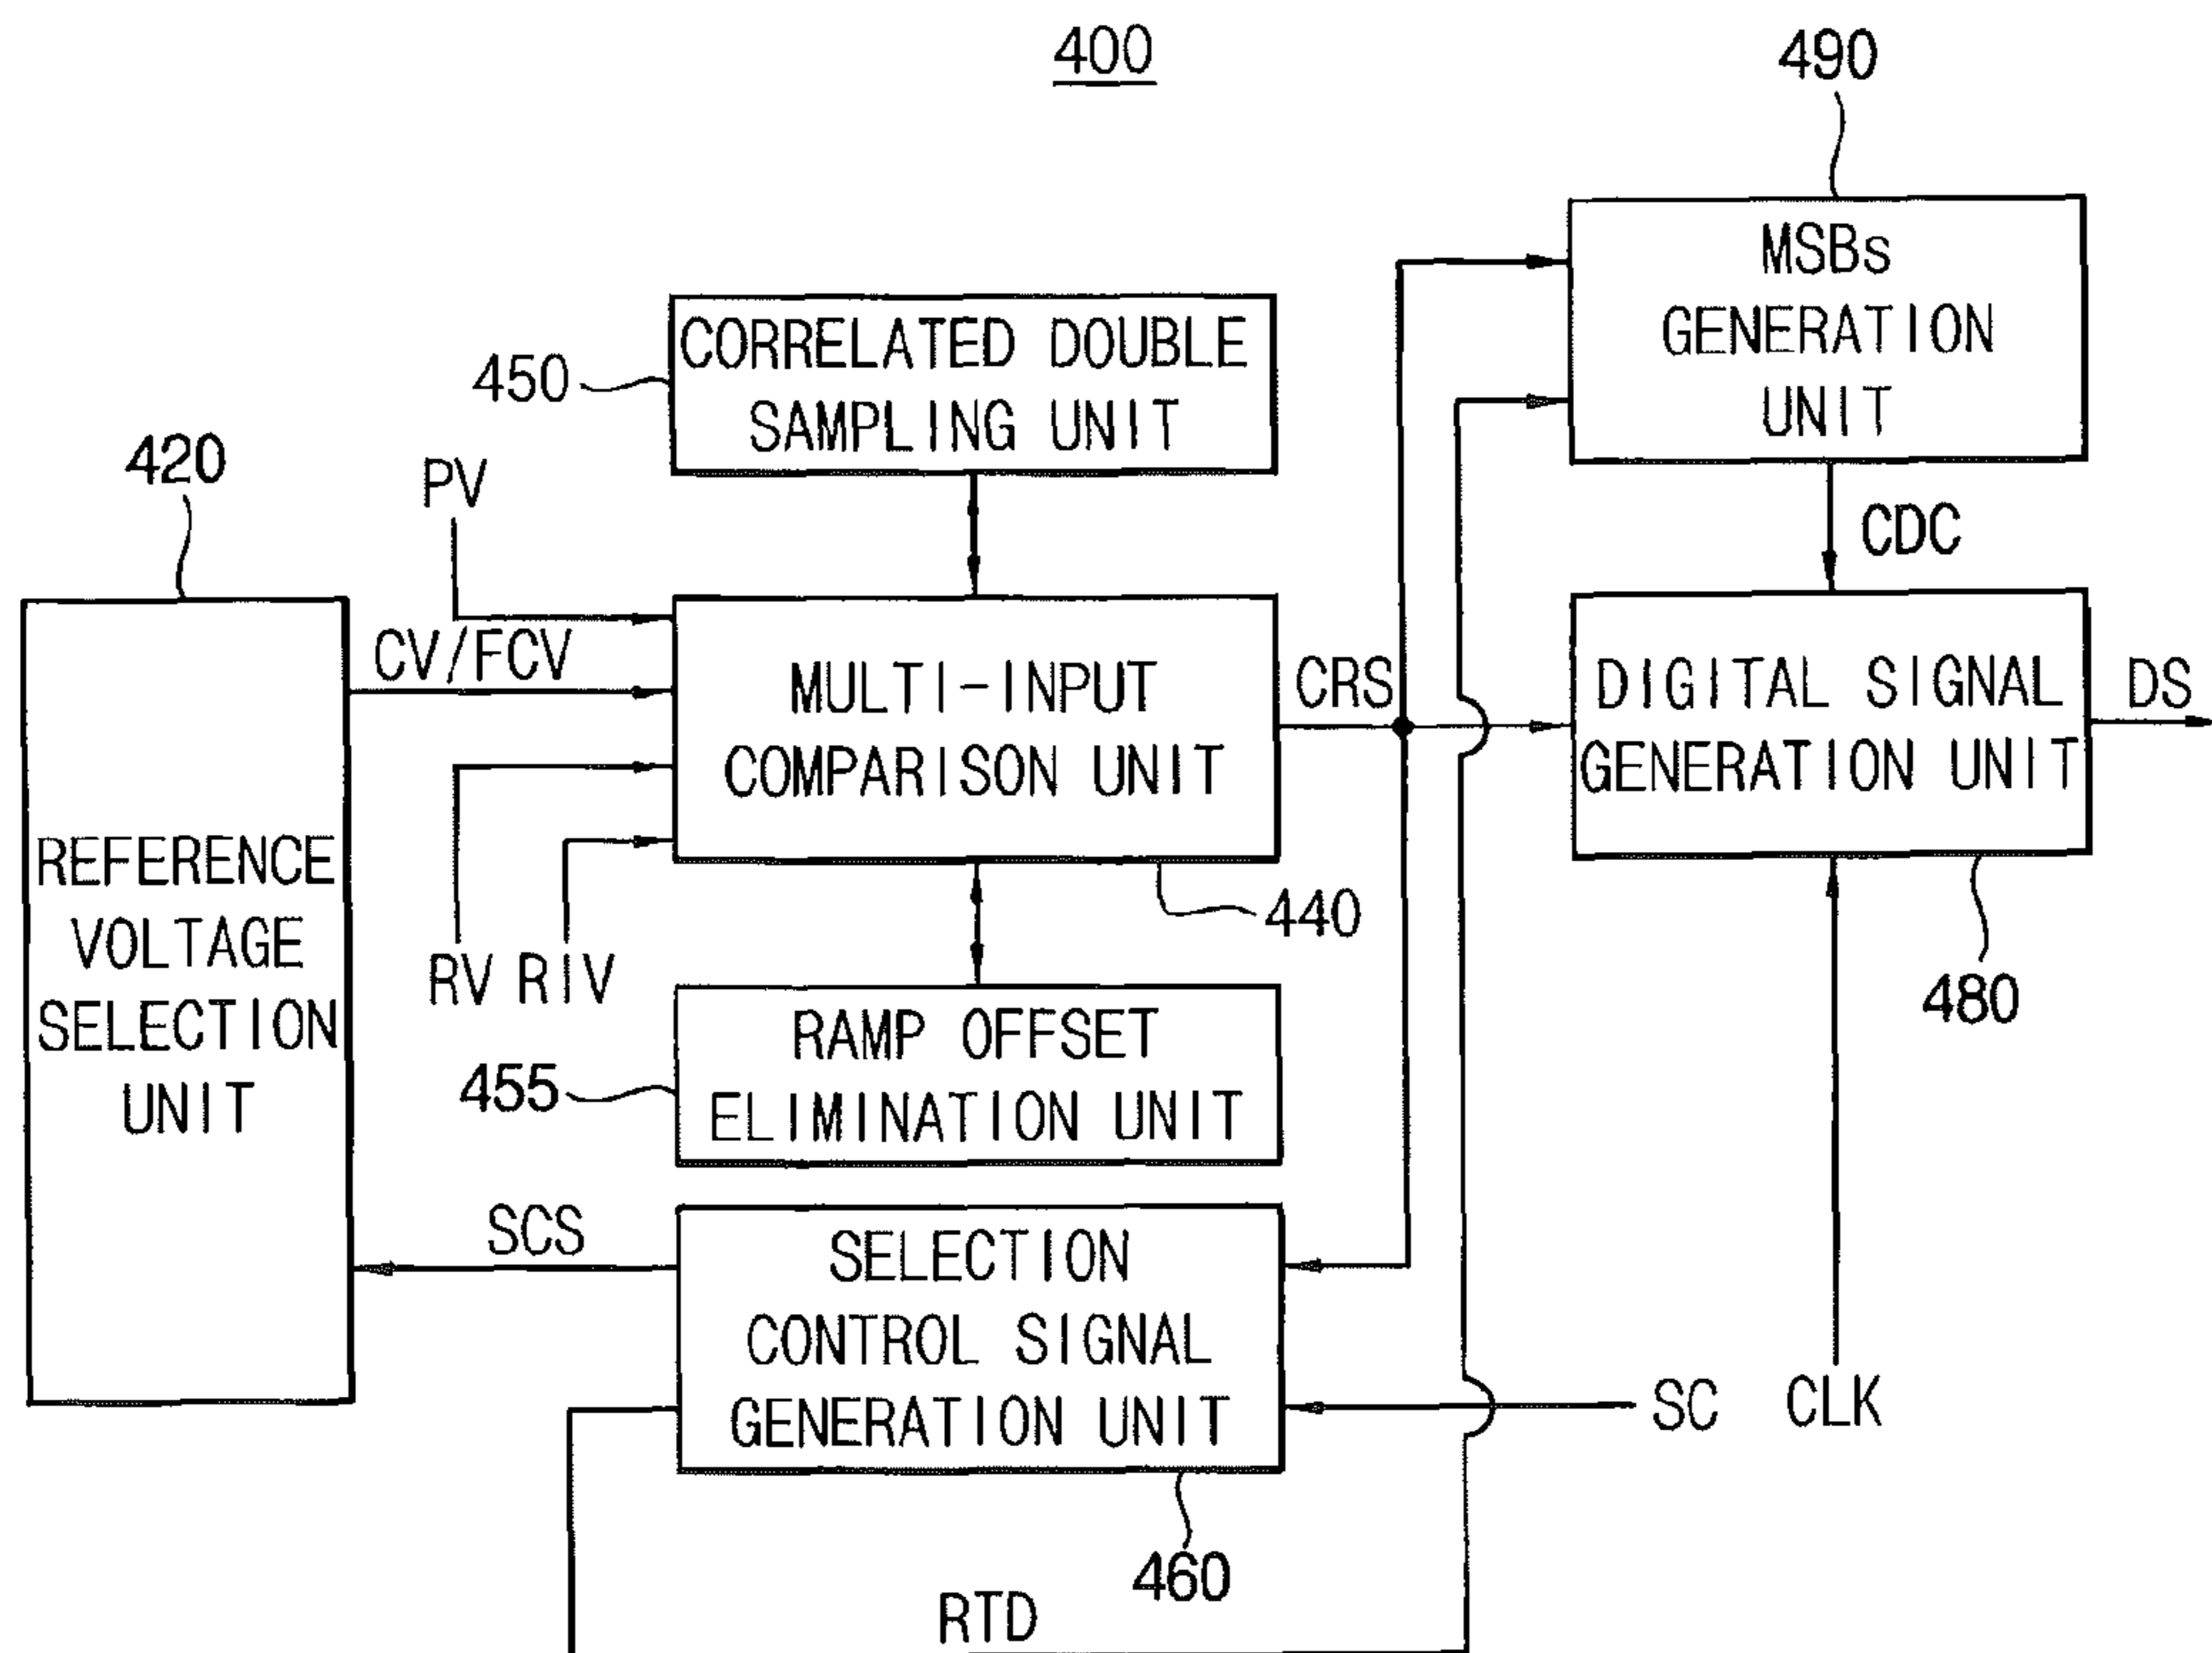 400
490
MSBs
GENERATION
UNIT
CORRELATED DOUBLE
SAMPLING UNIT
450
420
PV
CDC
CV/FCV
MULTI-INPUT
COMPARISON UNIT
CRS
DIGITAL SIGNAL
GENERATION UNIT
DS
REFERENCE
VOLTAGE
SELECTION
UNIT
440
RV RIV
480
RAMP OFFSET
ELIMINATION UNIT
455
SCS
SELECTION
CONTROL SIGNAL
GENERATION UNIT
SC CLK
460
RTD